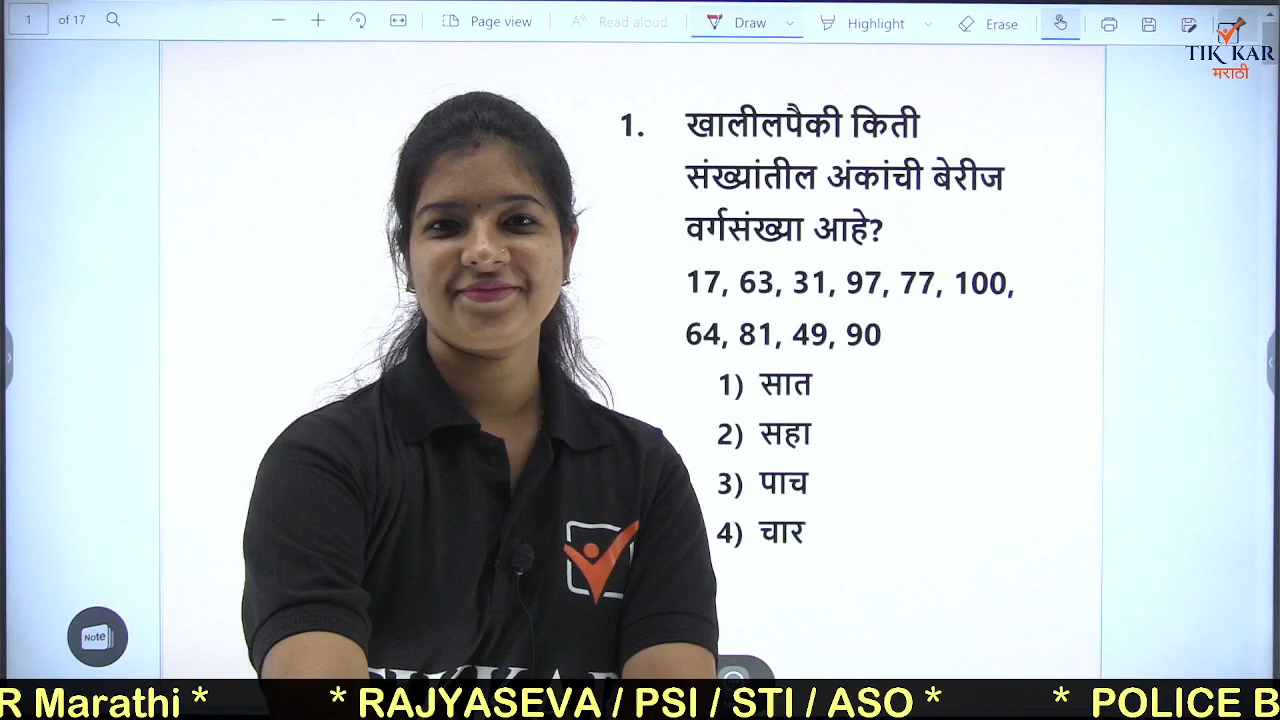 1 of 17 Page view Read aloud Draw Highlight Erase
TIKKAR
मराठी
1. खालीलपैकी किती
संख्यांतील अंकांची बेरीज
वर्गसंख्या आहे?
17, 63, 31, 97, 77, 100,
64, 81, 49, 90
1) सात
2) सहा
3) पाच
4) चार
Note
R Marathi * * RAJYASEVA / PSI / STI / ASO * * POLICE B